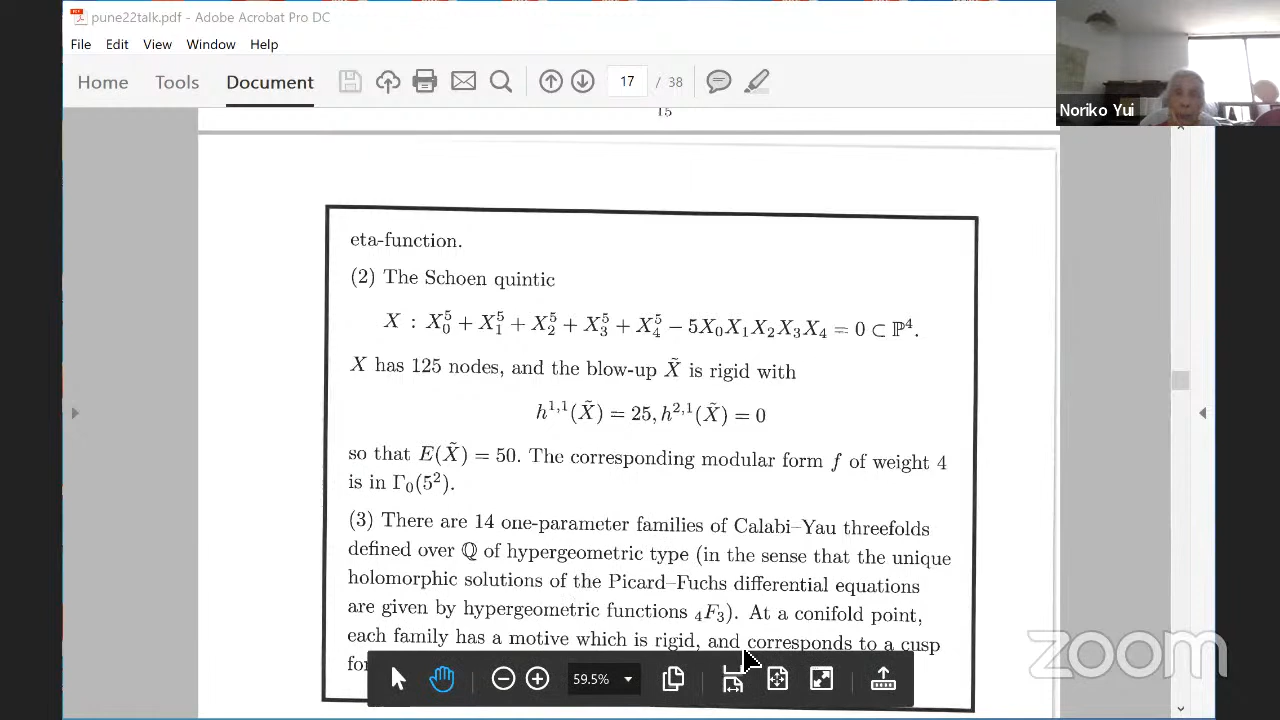 pune22talk.pdf - Adobe Acrobat Pro DC
File Edit View Window Help
Home Tools Document 17 / 38
Noriko Yui
15
eta-function.
(2) The Schoen quintic
X : X_0^5 + X_1^5 + X_2^5 + X_3^5 + X_4^5 − 5X_0X_1X_2X_3X_4 = 0 ⊂ ℙ^4.
X has 125 nodes, and the blow-up X̃ is rigid with
h^{1,1}(X̃) = 25, h^{2,1}(X̃) = 0
so that E(X̃) = 50. The corresponding modular form f of weight 4
is in Γ_0(5^2).
(3) There are 14 one-parameter families of Calabi–Yau threefolds
defined over ℚ of hypergeometric type (in the sense that the unique
holomorphic solutions of the Picard–Fuchs differential equations
are given by hypergeometric functions _4F_3). At a conifold point,
each family has a motive which is rigid, and corresponds to a cusp
59.5%
zoom